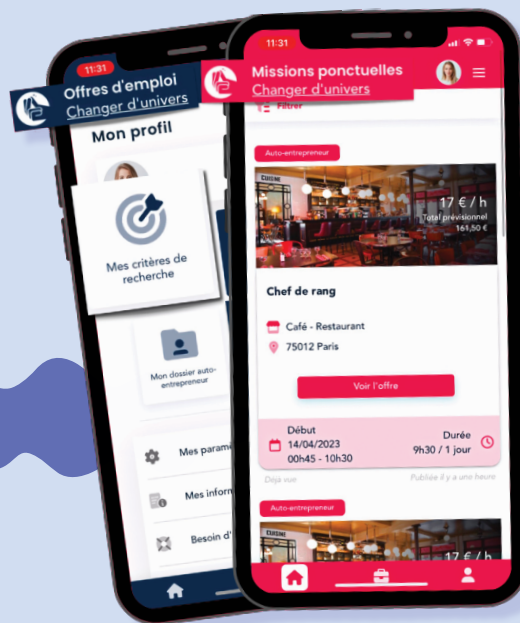 11:31
Offres d'emploi
Changer d'univers
Mon profil
Mes critères de
recherche
Mon dossier auto-
entrepreneur
Mes
Mes
Besoin
11:31
Missions ponctuelles
Changer d'univers
Filtrer
Auto-entrepreneur
CUISINE
17 € / h
Total prévisionnel
161,50 €
Chef de rang
Café - Restaurant
75012 Paris
Voir l'offre
Début
14/04/2023
00h45 - 10h30
Durée
9h30 / 1 jour
Déjà vue
Publiée il y a une heure
Auto-entrepreneur
CUISINE
17 € / h